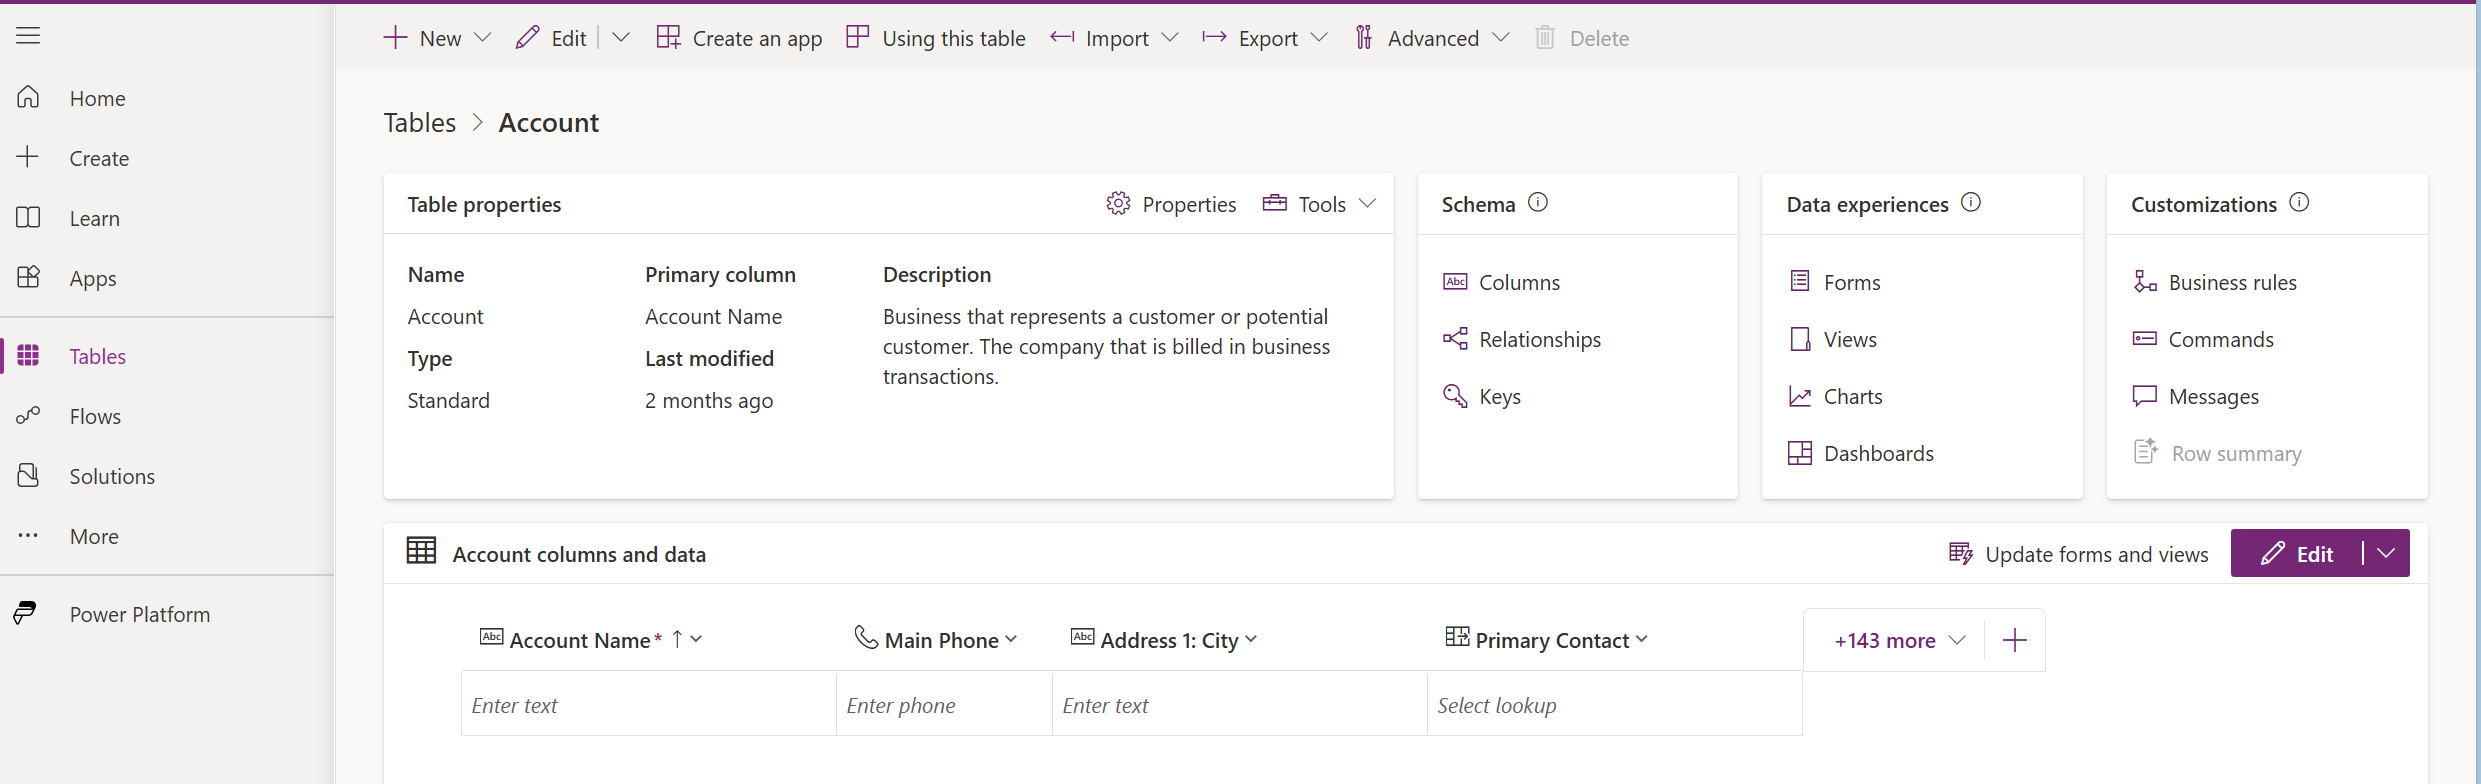 New
Edit
Create an app
Using this table
Import
Export
Advanced
Delete
Home
Create
Learn
Apps
Tables
Flows
Solutions
More
Power Platform
Tables > Account
Table properties
Properties
Tools
Name
Account
Type
Standard
Primary column
Account Name
Last modified
2 months ago
Description
Business that represents a customer or potential
customer. The company that is billed in business
transactions.
Schema
Columns
Relationships
Keys
Data experiences
Forms
Views
Charts
Dashboards
Customizations
Business rules
Commands
Messages
Row summary
Account columns and data
Update forms and views
Edit
Abc Account Name* ↑
Main Phone
Abc Address 1: City
Primary Contact
+143 more
Enter text
Enter phone
Enter text
Select lookup